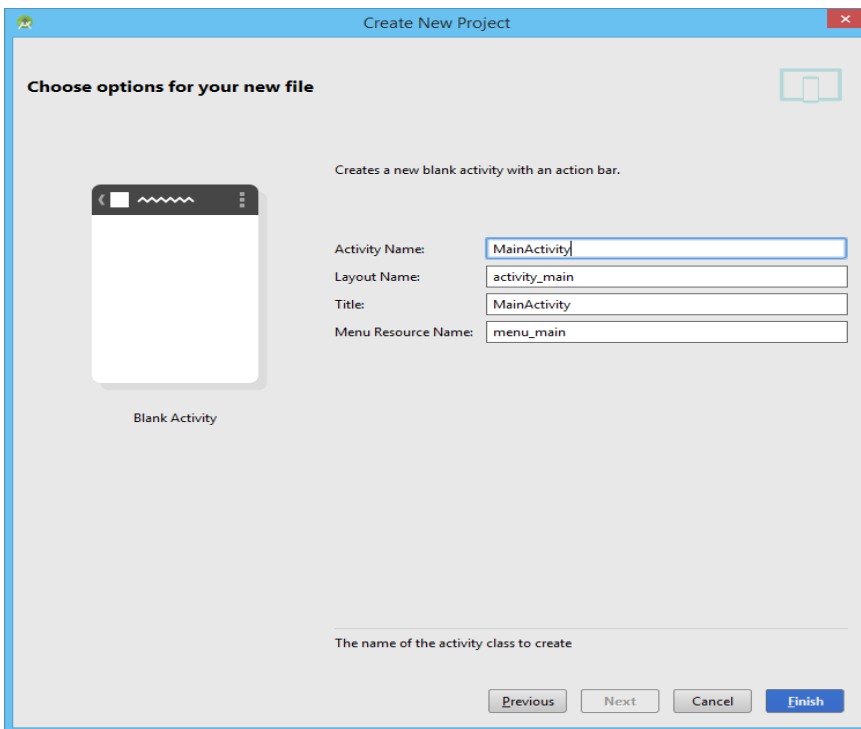 Create New Project
Choose options for your new file
Creates a new blank activity with an action bar.
Activity Name: MainActivity
Layout Name: activity_main
Title: MainActivity
Menu Resource Name: menu_main
Blank Activity
The name of the activity class to create
Previous Next Cancel Finish